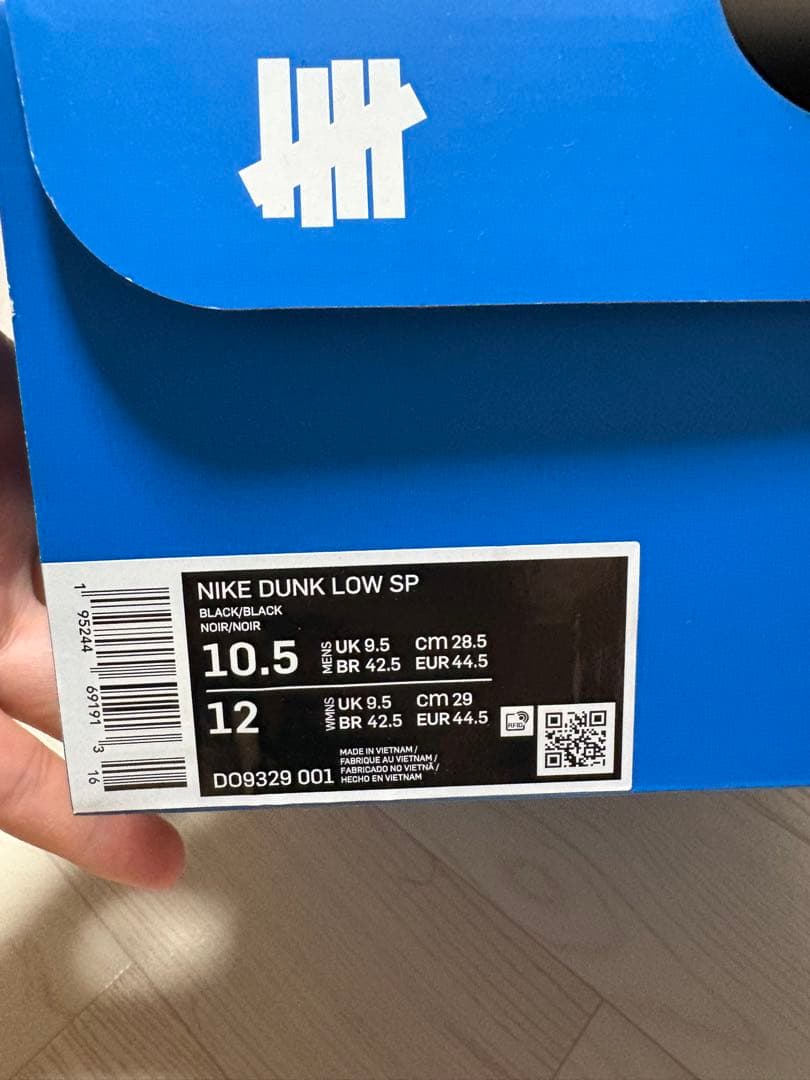 NIKE DUNK LOW SP
BLACK/BLACK
NOIR/NOIR
10.5 MENS UK 9.5 CM 28.5
BR 42.5 EUR 44.5
12 WMNS UK 9.5 CM 29
BR 42.5 EUR 44.5
RFID
DO9329 001
MADE IN VIETNAM /
FABRIQUE AU VIETNAM /
FABRICADO NO VIETNÃ /
HECHO EN VIETNAM
1 95244 69191 3 16